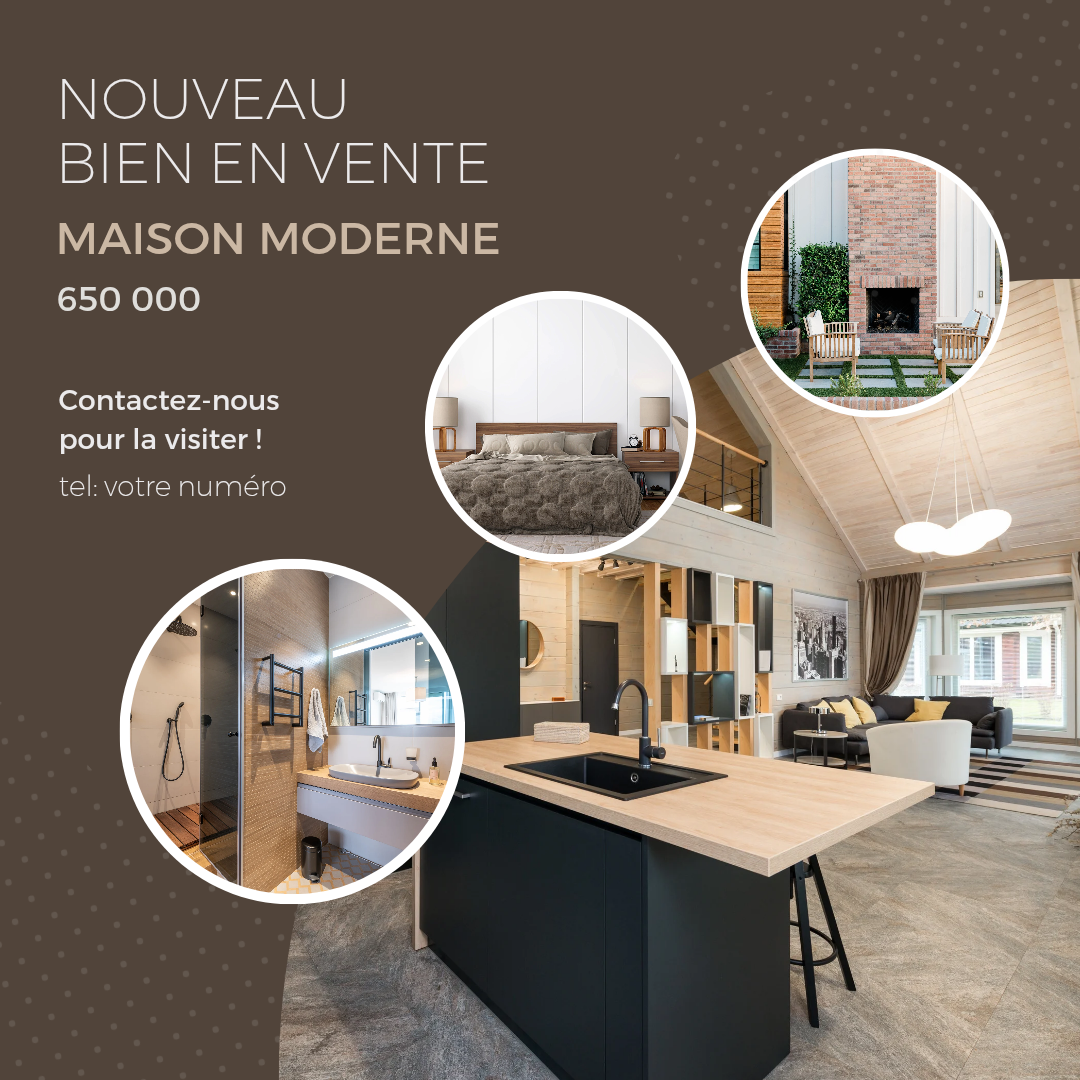 NOUVEAU
BIEN EN VENTE
MAISON MODERNE
650 000
Contactez-nous
pour la visiter !
tel: votre numéro